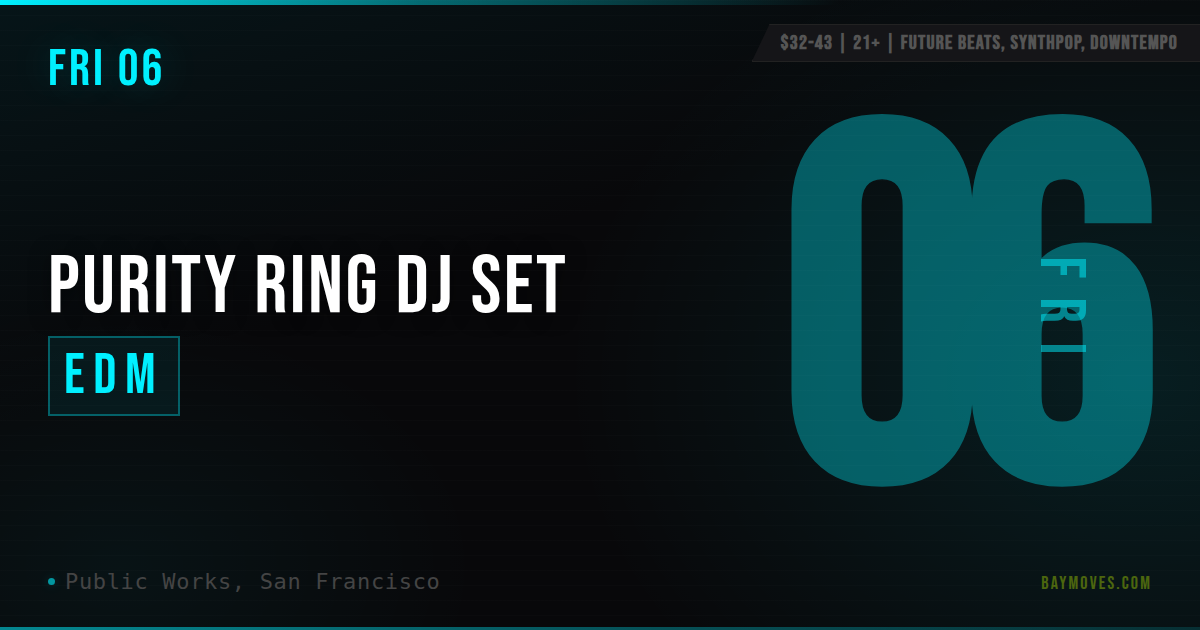 FRI 06
$32-43 | 21+ | FUTURE BEATS, SYNTHPOP, DOWNTEMPO
06
FRI
PURITY RING DJ SET
EDM
Public Works, San Francisco
BAYMOVES.COM